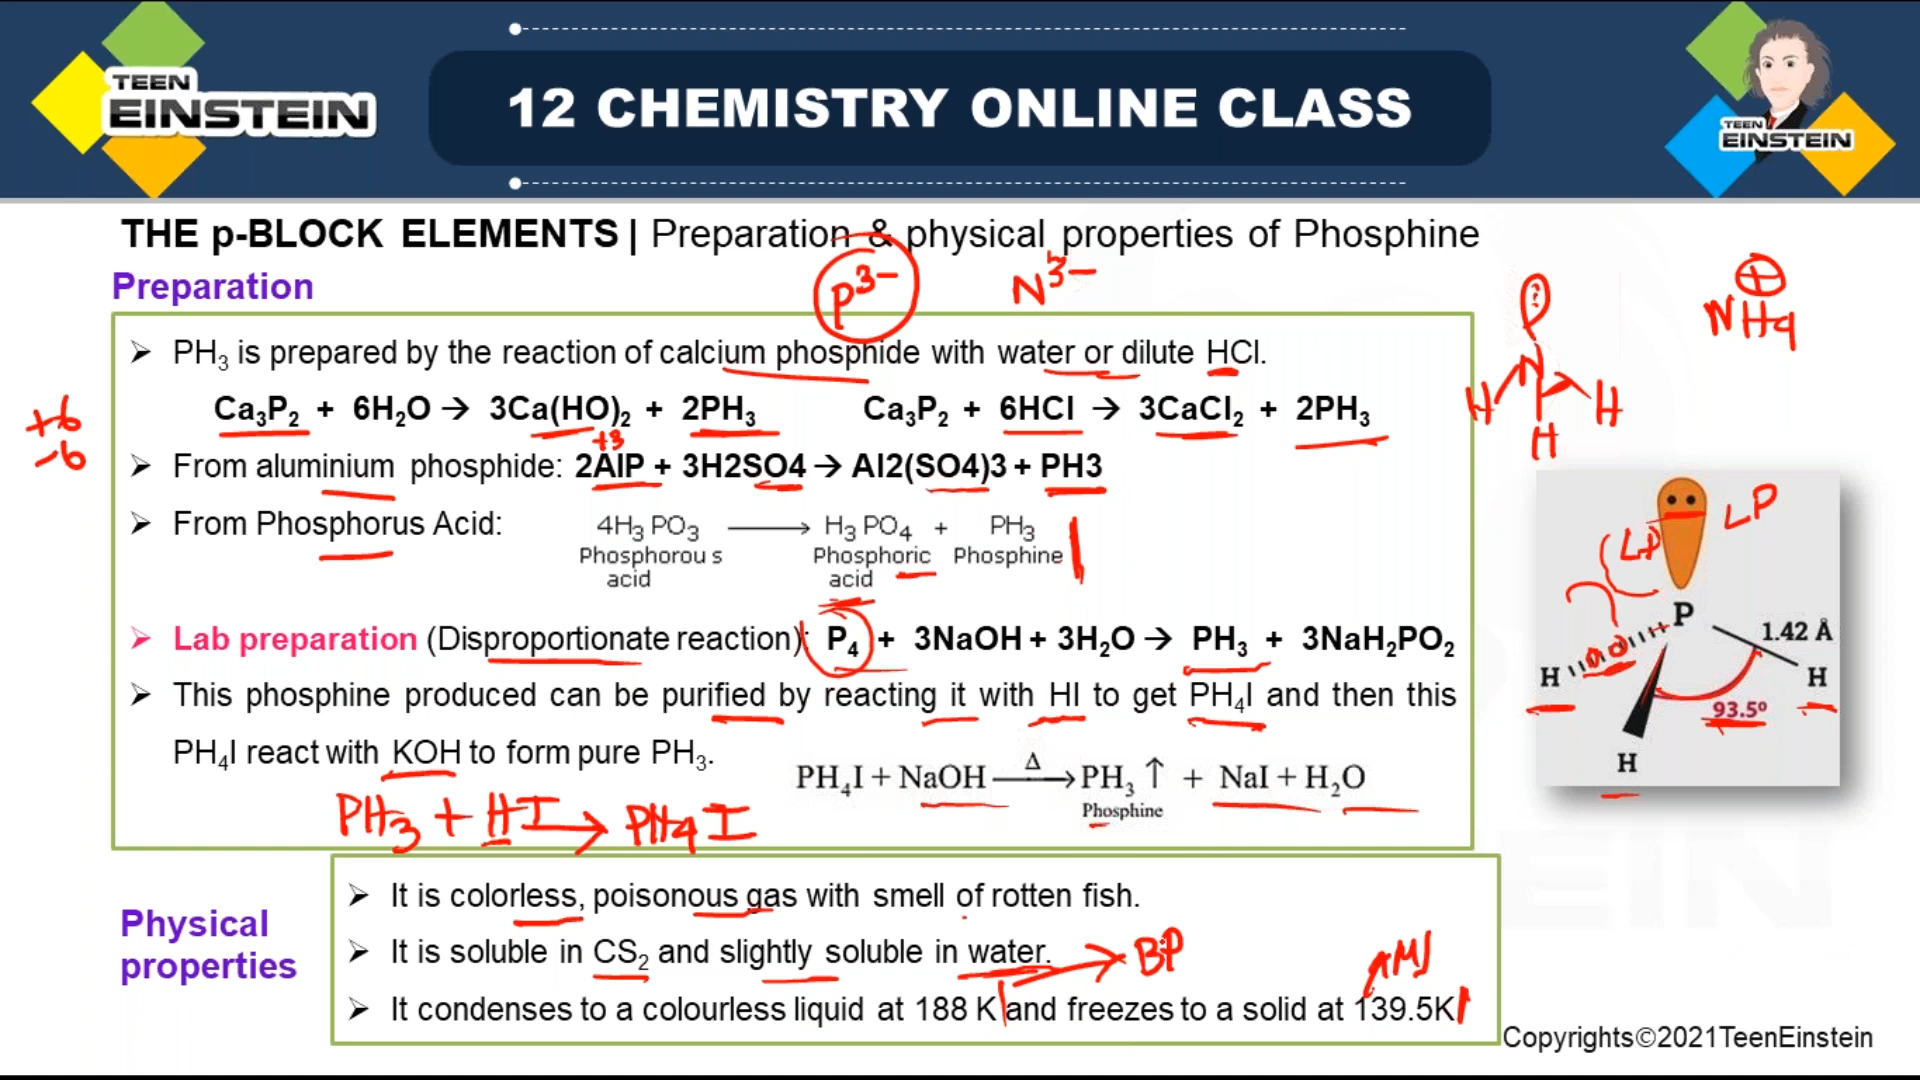 TEEN
EINSTEIN
12 CHEMISTRY ONLINE CLASS
TEEN
EINSTEIN
THE p-BLOCK ELEMENTS | Preparation & physical properties of Phosphine
Preparation
P³⁻
N³⁻
⊕
NH4
➢ PH₃ is prepared by the reaction of calcium phosphide with water or dilute HCl.
Ca₃P₂ + 6H₂O → 3Ca(HO)₂ + 2PH₃ Ca₃P₂ + 6HCl → 3CaCl₂ + 2PH₃
N
H H
H
+6
-6
+3
➢ From aluminium phosphide: 2AlP + 3H2SO4 → Al2(SO4)3 + PH3
➢ From Phosphorus Acid:
4H₃ PO₃ ⟶ H₃ PO₄ + PH₃
Phosphorou s Phosphoric Phosphine
acid acid
➢ Lab preparation (Disproportionate reaction): P₄ + 3NaOH + 3H₂O → PH₃ + 3NaH₂PO₂
➢ This phosphine produced can be purified by reacting it with HI to get PH₄I and then this
PH₄I react with KOH to form pure PH₃.
Δ
PH₄I + NaOH ⟶ PH₃ ↑ + NaI + H₂O
Phosphine
PH3 + HI → PH4I
LP
LP
P
1.42 Å
H H
93.5º
H
Physical
properties
➢ It is colorless, poisonous gas with smell of rotten fish.
➢ It is soluble in CS₂ and slightly soluble in water.
→ BP
➢ It condenses to a colourless liquid at 188 K and freezes to a solid at 139.5K
Copyrights©2021TeenEinstein